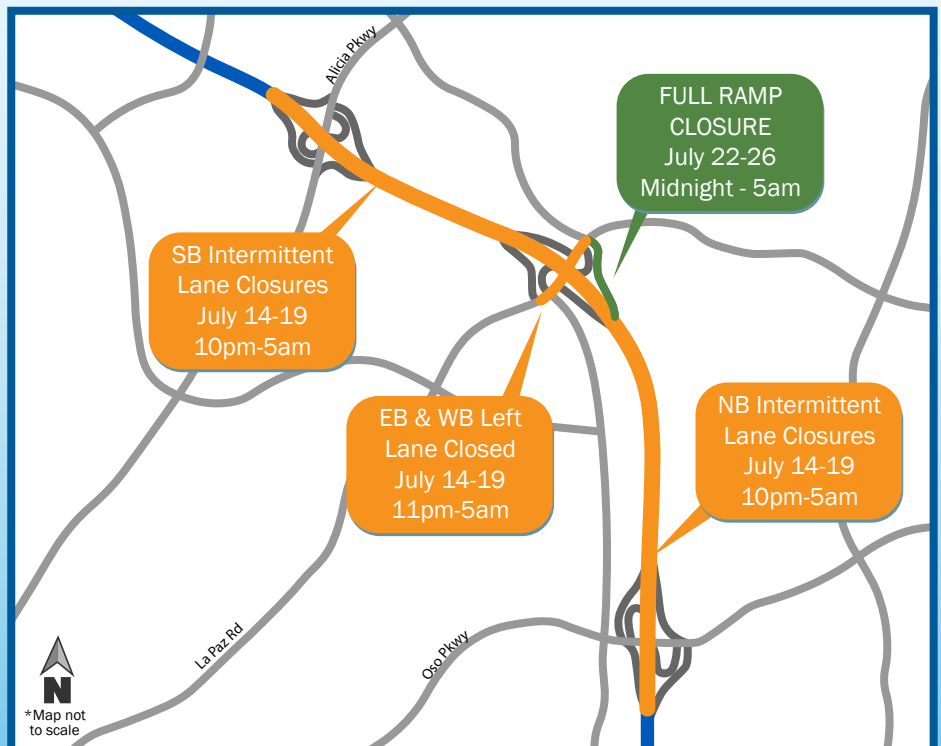 Alicia Pkwy
FULL RAMP
CLOSURE
July 22-26
Midnight - 5am
SB Intermittent
Lane Closures
July 14-19
10pm-5am
EB & WB Left
Lane Closed
July 14-19
11pm-5am
NB Intermittent
Lane Closures
July 14-19
10pm-5am
La Paz Rd
Oso Pkwy
N
*Map not
to scale